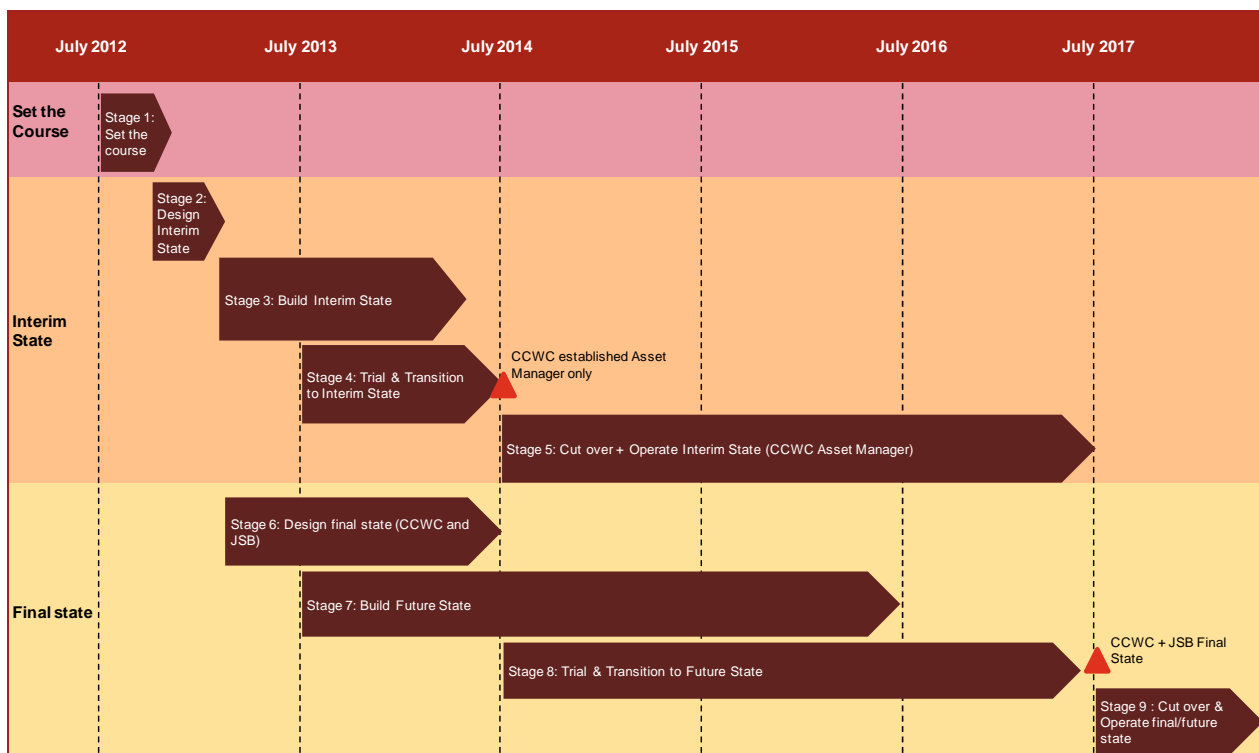 July 2012
July 2013
July 2014
July 2015
July 2016
July 2017
Set the
Course
Stage 1:
Set the
course
Stage 2:
Design
Interim
State
Stage 3: Build Interim State
Interim
State
CCWC established Asset
Manager only
Stage 4: Trial & Transition
to Interim State
Stage 5: Cut over + Operate Interim State (CCWC Asset Manager)
Stage 6: Design final state (CCWC and
JSB)
Stage 7: Build Future State
Final state
CCWC + JSB Final
State
Stage 8: Trial & Transition to Future State
Stage 9 : Cut over &
Operate final/future
state